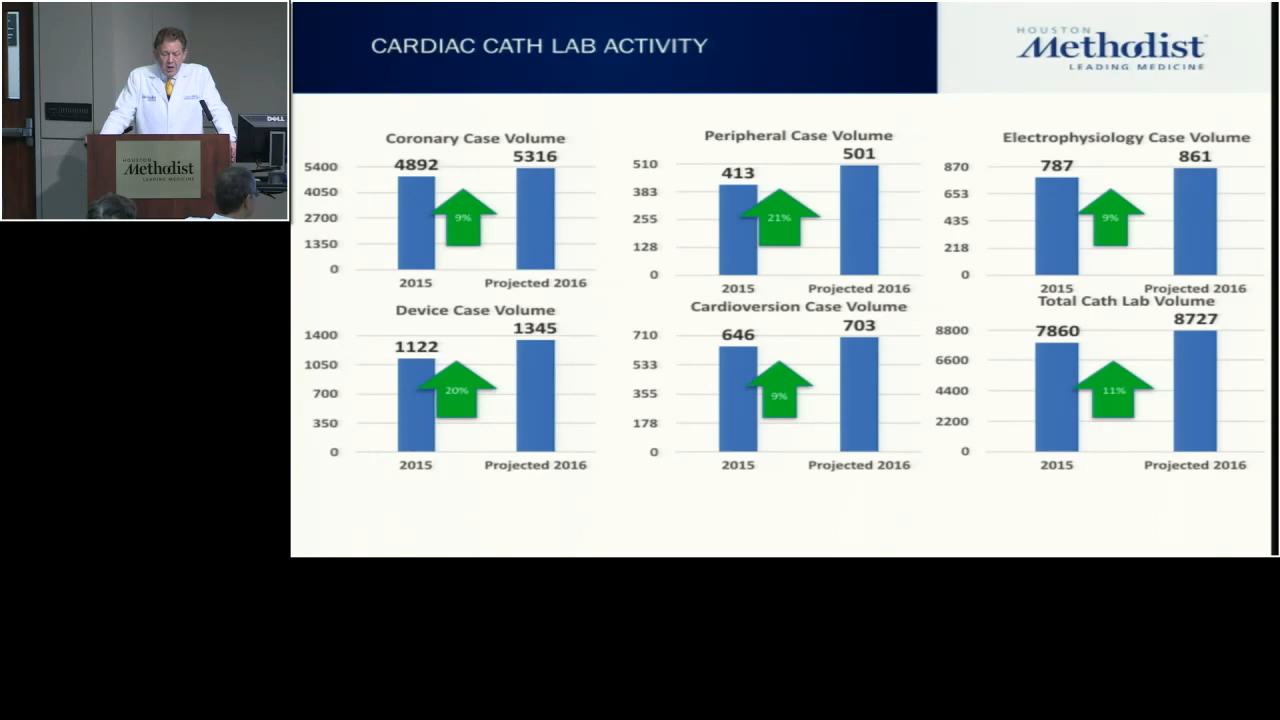 CARDIAC CATH LAB ACTIVITY
HOUSTON
Methodist
LEADING MEDICINE
DELL
HOUSTON
Methodist
LEADING MEDICINE
Coronary Case Volume
5400
4050
2700
1350
0
4892
5316
9%
2015
Projected 2016
Peripheral Case Volume
510
383
255
128
0
413
501
21%
2015
Projected 2016
Electrophysiology Case Volume
870
653
435
218
0
787
861
9%
2015
Projected 2016
Device Case Volume
1400
1050
700
350
0
1122
1345
20%
2015
Projected 2016
Cardioversion Case Volume
710
533
355
178
0
646
703
9%
2015
Projected 2016
Total Cath Lab Volume
8800
6600
4400
2200
0
7860
8727
11%
2015
Projected 2016